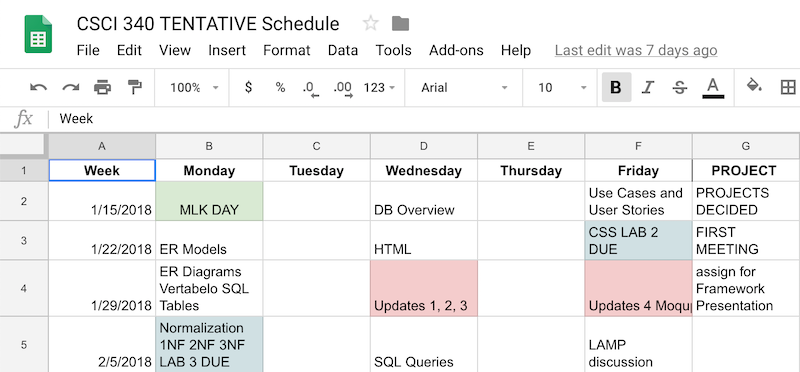 CSCI 340 TENTATIVE Schedule
File Edit View Insert Format Data Tools Add-ons Help Last edit was 7 days ago
100% $ % .0 .00 123 Arial 10 B I S A
fx Week
A B C D E F G
1 Week Monday Tuesday Wednesday Thursday Friday PROJECT
2 1/15/2018 MLK DAY DB Overview Use Cases and User Stories PROJECTS DECIDED
3 1/22/2018 ER Models HTML CSS LAB 2 DUE FIRST MEETING
4 1/29/2018 ER Diagrams Vertabelo SQL Tables Updates 1, 2, 3 Updates 4 Moqu assign for Framework Presentation
5 2/5/2018 Normalization 1NF 2NF 3NF LAB 3 DUE SQL Queries LAMP discussion